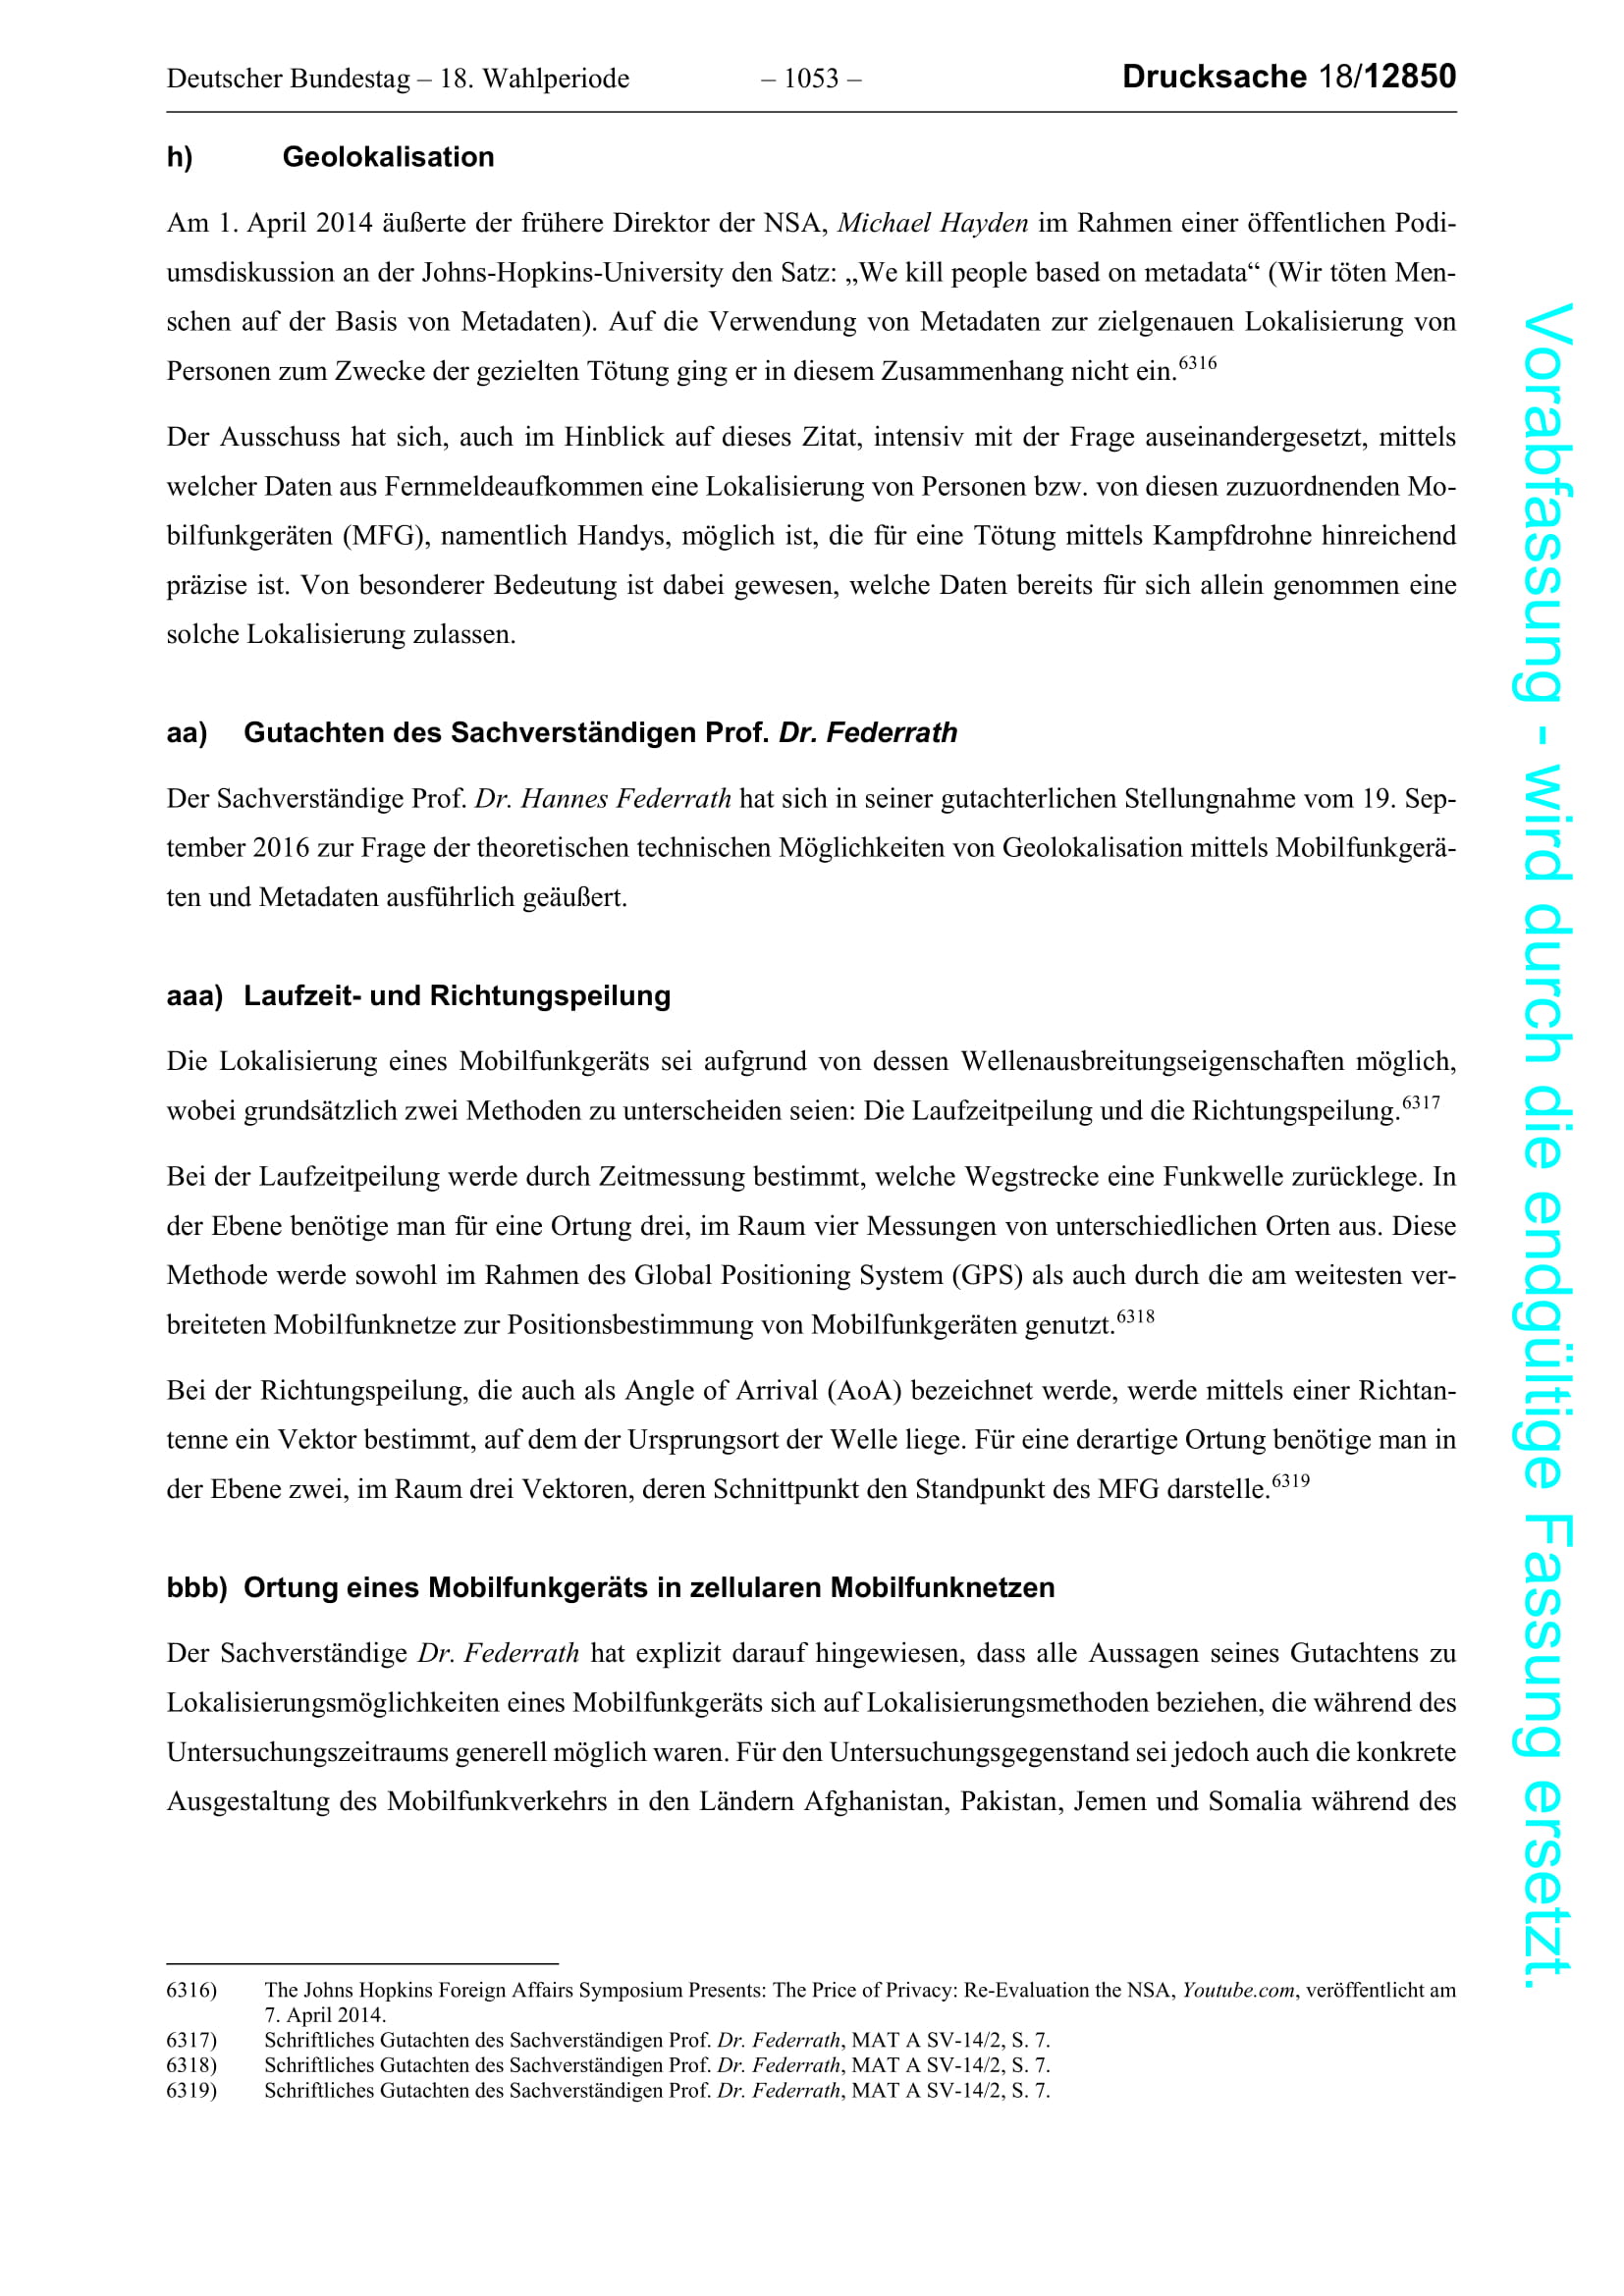 Deutscher Bundestag – 18. Wahlperiode – 1053 – Drucksache 18/12850
h) Geolokalisation
Am 1. April 2014 äußerte der frühere Direktor der NSA, Michael Hayden im Rahmen einer öffentlichen Podi-
umsdiskussion an der Johns-Hopkins-University den Satz: „We kill people based on metadata“ (Wir töten Men-
schen auf der Basis von Metadaten). Auf die Verwendung von Metadaten zur zielgenauen Lokalisierung von
Personen zum Zwecke der gezielten Tötung ging er in diesem Zusammenhang nicht ein.6316
Der Ausschuss hat sich, auch im Hinblick auf dieses Zitat, intensiv mit der Frage auseinandergesetzt, mittels
welcher Daten aus Fernmeldeaufkommen eine Lokalisierung von Personen bzw. von diesen zuzuordnenden Mo-
bilfunkgeräten (MFG), namentlich Handys, möglich ist, die für eine Tötung mittels Kampfdrohne hinreichend
präzise ist. Von besonderer Bedeutung ist dabei gewesen, welche Daten bereits für sich allein genommen eine
solche Lokalisierung zulassen.
aa) Gutachten des Sachverständigen Prof. Dr. Federrath
Der Sachverständige Prof. Dr. Hannes Federrath hat sich in seiner gutachterlichen Stellungnahme vom 19. Sep-
tember 2016 zur Frage der theoretischen technischen Möglichkeiten von Geolokalisation mittels Mobilfunkgerä-
ten und Metadaten ausführlich geäußert.
aaa) Laufzeit- und Richtungspeilung
Die Lokalisierung eines Mobilfunkgeräts sei aufgrund von dessen Wellenausbreitungseigenschaften möglich,
wobei grundsätzlich zwei Methoden zu unterscheiden seien: Die Laufzeitpeilung und die Richtungspeilung.6317
Bei der Laufzeitpeilung werde durch Zeitmessung bestimmt, welche Wegstrecke eine Funkwelle zurücklege. In
der Ebene benötige man für eine Ortung drei, im Raum vier Messungen von unterschiedlichen Orten aus. Diese
Methode werde sowohl im Rahmen des Global Positioning System (GPS) als auch durch die am weitesten ver-
breiteten Mobilfunknetze zur Positionsbestimmung von Mobilfunkgeräten genutzt.6318
Bei der Richtungspeilung, die auch als Angle of Arrival (AoA) bezeichnet werde, werde mittels einer Richtan-
tenne ein Vektor bestimmt, auf dem der Ursprungsort der Welle liege. Für eine derartige Ortung benötige man in
der Ebene zwei, im Raum drei Vektoren, deren Schnittpunkt den Standpunkt des MFG darstelle.6319
bbb) Ortung eines Mobilfunkgeräts in zellularen Mobilfunknetzen
Der Sachverständige Dr. Federrath hat explizit darauf hingewiesen, dass alle Aussagen seines Gutachtens zu
Lokalisierungsmöglichkeiten eines Mobilfunkgeräts sich auf Lokalisierungsmethoden beziehen, die während des
Untersuchungszeitraums generell möglich waren. Für den Untersuchungsgegenstand sei jedoch auch die konkrete
Ausgestaltung des Mobilfunkverkehrs in den Ländern Afghanistan, Pakistan, Jemen und Somalia während des
6316) The Johns Hopkins Foreign Affairs Symposium Presents: The Price of Privacy: Re-Evaluation the NSA, Youtube.com, veröffentlicht am
7. April 2014.
6317) Schriftliches Gutachten des Sachverständigen Prof. Dr. Federrath, MAT A SV-14/2, S. 7.
6318) Schriftliches Gutachten des Sachverständigen Prof. Dr. Federrath, MAT A SV-14/2, S. 7.
6319) Schriftliches Gutachten des Sachverständigen Prof. Dr. Federrath, MAT A SV-14/2, S. 7.
Vorabfassung - wird durch die endgültige Fassung ersetzt.